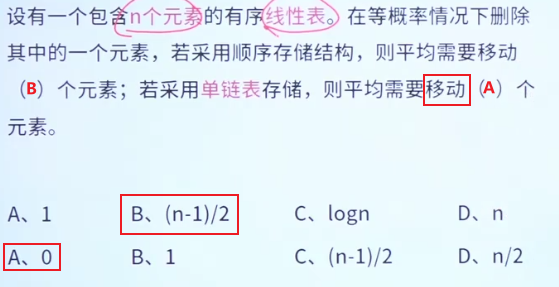 设有一个包含n个元素的有序线性表。在等概率情况下删除
其中的一个元素，若采用顺序存储结构，则平均需要移动
（B）个元素；若采用单链表存储，则平均需要移动（A）个
元素。
A、1 B、(n-1)/2 C、logn D、n
A、0 B、1 C、(n-1)/2 D、n/2